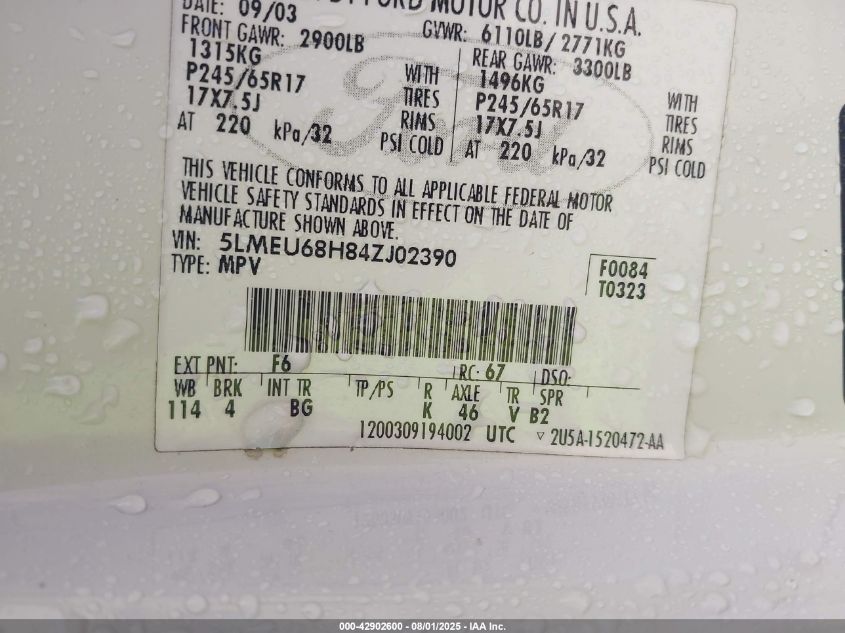 DATE: 09/03
FORD MOTOR CO. IN U.S.A.
FRONT GAWR: 2900LB
GVWR: 6110LB/ 2771KG
1315KG WITH
P245/65R17 TIRES
17X7.5J RIMS
AT 220 kPa/32 PSI COLD
REAR GAWR: 3300LB
1496KG WITH
P245/65R17 TIRES
17X7.5J RIMS
AT 220 kPa/32 PSI COLD
Ford
THIS VEHICLE CONFORMS TO ALL APPLICABLE FEDERAL MOTOR
VEHICLE SAFETY STANDARDS IN EFFECT ON THE DATE OF
MANUFACTURE SHOWN ABOVE.
VIN: 5LMEU68H84ZJ02390
TYPE: MPV
F0084
T0323
EXT PNT: F6 RC: 67 DSO:
WB BRK INT TR TP/PS R AXLE TR SPR
114 4 BG K 46 V B2
1200309194002 UTC ▽ 2U5A-1520472-AA
000-42902600 - 08/01/2025 - IAA Inc.